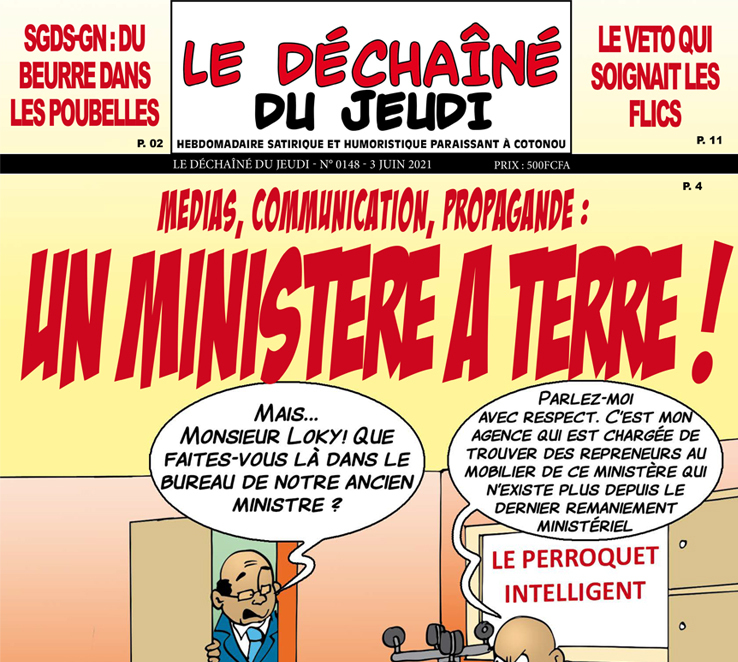 SGDS-GN : DU
BEURRE DANS
LES POUBELLES
P. 02
LE DÉCHAÎNÉ
DU JEUDI
HEBDOMADAIRE SATIRIQUE ET HUMORISTIQUE PARAISSANT À COTONOU
LE VETO QUI
SOIGNAIT LES
FLICS
P. 11
LE DÉCHAÎNÉ DU JEUDI - N° 0148 - 3 JUIN 2021
PRIX : 500FCFA
P. 4
MEDIAS, COMMUNICATION, PROPAGANDE :
UN MINISTERE A TERRE !
MAIS...
MONSIEUR LOKY! QUE
FAITES-VOUS LÀ DANS LE
BUREAU DE NOTRE ANCIEN
MINISTRE ?
PARLEZ-MOI
AVEC RESPECT. C'EST MON
AGENCE QUI EST CHARGÉE DE
TROUVER DES REPRENEURS AU
MOBILIER DE CE MINISTÈRE QUI
N'EXISTE PLUS DEPUIS LE
DERNIER REMANIEMENT
MINISTÉRIEL
LE PERROQUET
INTELLIGENT